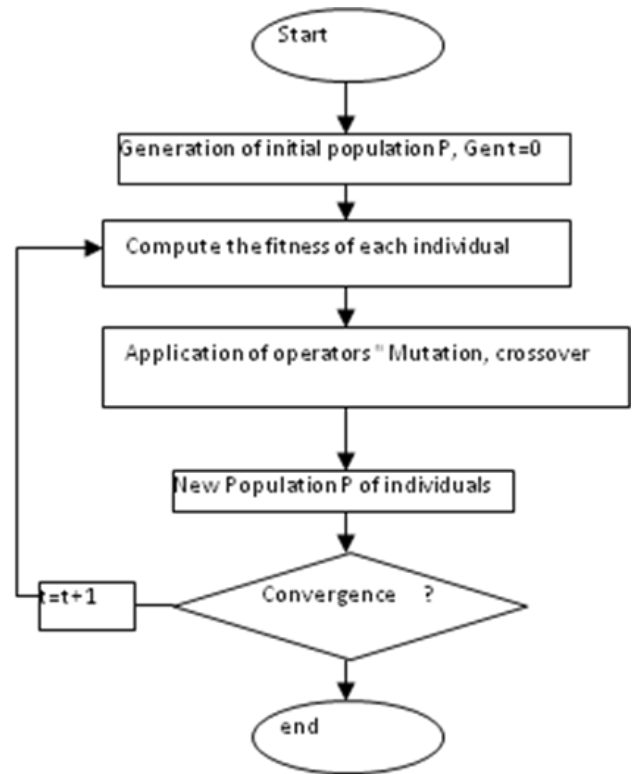 Start
Generation of initial population P, Gen t=0
Compute the fitness of each individual
Application of operators " Mutation, crossover
New Population P of individuals
Convergence ?
t=t+1
end